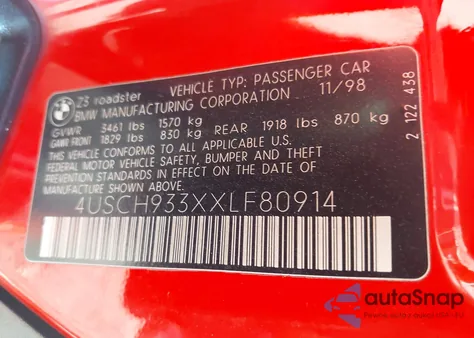 Z3 roadster VEHICLE TYP: PASSENGER CAR
BMW MANUFACTURING CORPORATION 11/98
GVWR 3461 lbs 1570 kg
GAWR FRONT 1829 lbs 830 kg REAR 1918 lbs 870 kg
THIS VEHICLE CONFORMS TO ALL APPLICABLE U.S.
FEDERAL MOTOR VEHICLE SAFETY, BUMPER AND THEFT
PREVENTION STANDARDS IN EFFECT ON THE
DATE OF MANUFACTURE SHOWN ABOVE.
4USCH933XXLF80914
2 122 438
autoSnap